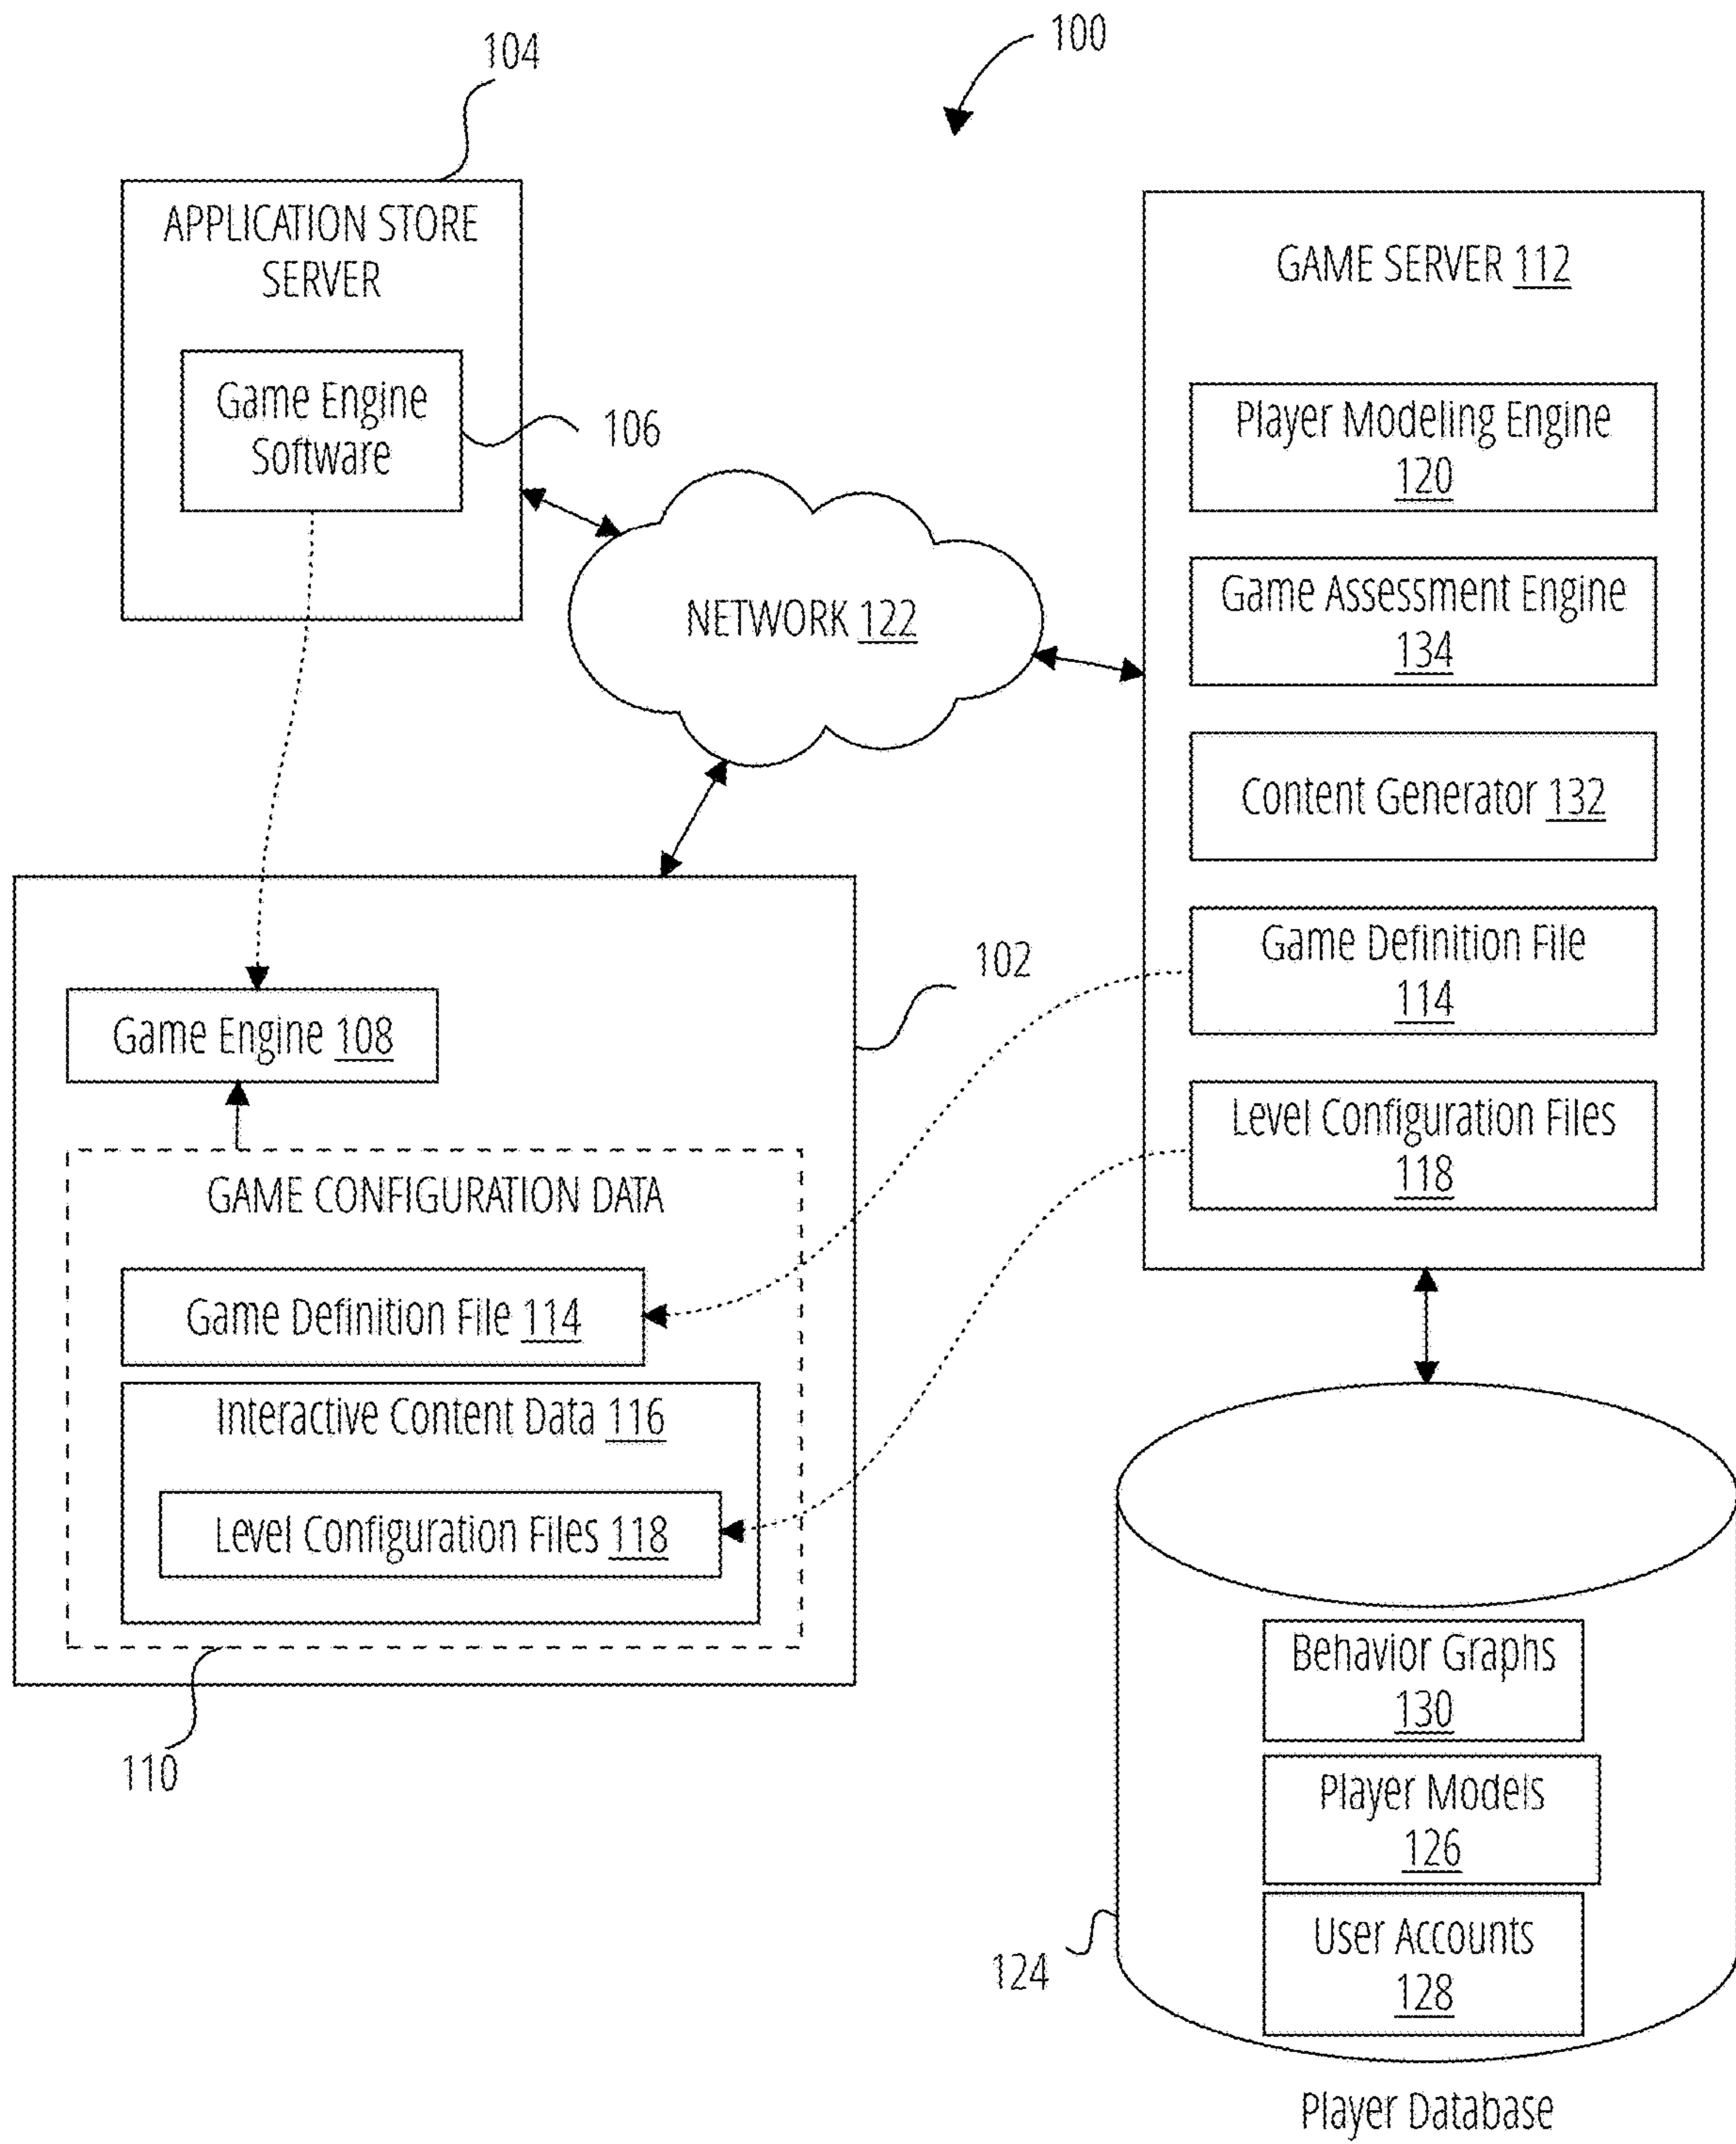 100
104
APPLICATION STORE
SERVER
Game Engine
Software
106
NETWORK 122
GAME SERVER 112
Player Modeling Engine
120
Game Assessment Engine
134
Content Generator 132
Game Definition File
114
Level Configuration Files
118
102
Game Engine 108
GAME CONFIGURATION DATA
Game Definition File 114
Interactive Content Data 116
Level Configuration Files 118
110
Behavior Graphs
130
Player Models
126
User Accounts
128
124
Player Database